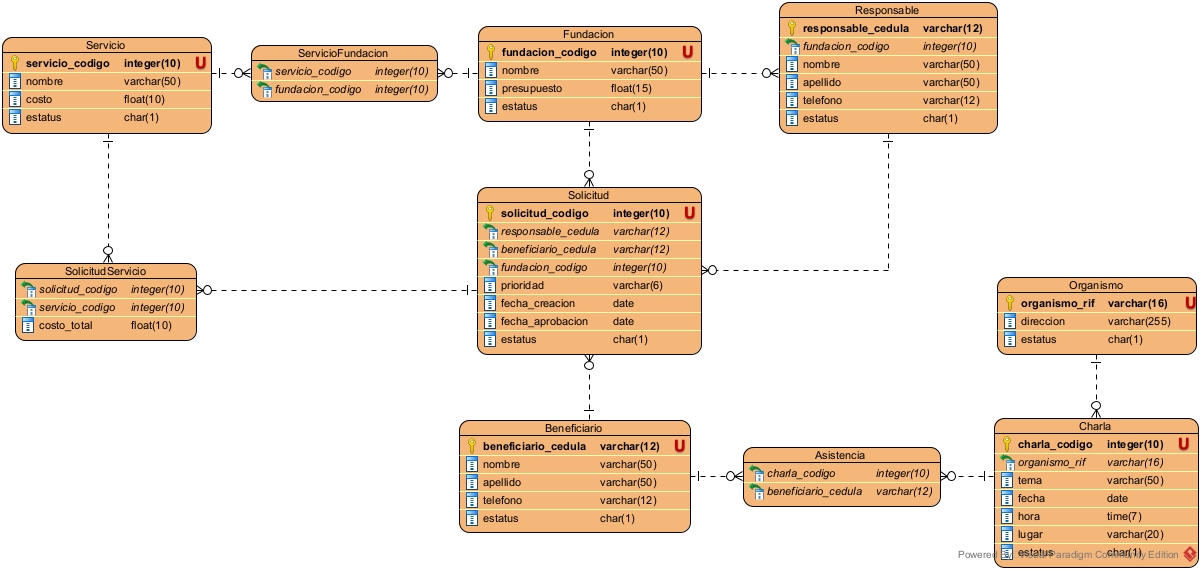 Servicio
servicio_codigo integer(10) U
nombre varchar(50)
costo float(10)
estatus char(1)
ServicioFundacion
servicio_codigo integer(10)
fundacion_codigo integer(10)
Fundacion
fundacion_codigo integer(10) U
nombre varchar(50)
presupuesto float(15)
estatus char(1)
Responsable
responsable_cedula varchar(12)
fundacion_codigo integer(10)
nombre varchar(50)
apellido varchar(50)
telefono varchar(12)
estatus char(1)
Solicitud
solicitud_codigo integer(10) U
responsable_cedula varchar(12)
beneficiario_cedula varchar(12)
fundacion_codigo integer(10)
prioridad varchar(6)
fecha_creacion date
fecha_aprobacion date
estatus char(1)
SolicitudServicio
solicitud_codigo integer(10)
servicio_codigo integer(10)
costo_total float(10)
Organismo
organismo_rif varchar(16) U
direccion varchar(255)
estatus char(1)
Beneficiario
beneficiario_cedula varchar(12) U
nombre varchar(50)
apellido varchar(50)
telefono varchar(12)
estatus char(1)
Asistencia
charla_codigo integer(10)
beneficiario_cedula varchar(12)
Charla
charla_codigo integer(10) U
organismo_rif varchar(16)
tema varchar(50)
fecha date
hora time(7)
lugar varchar(20)
estatus char(1)
Powered By Visual Paradigm Community Edition